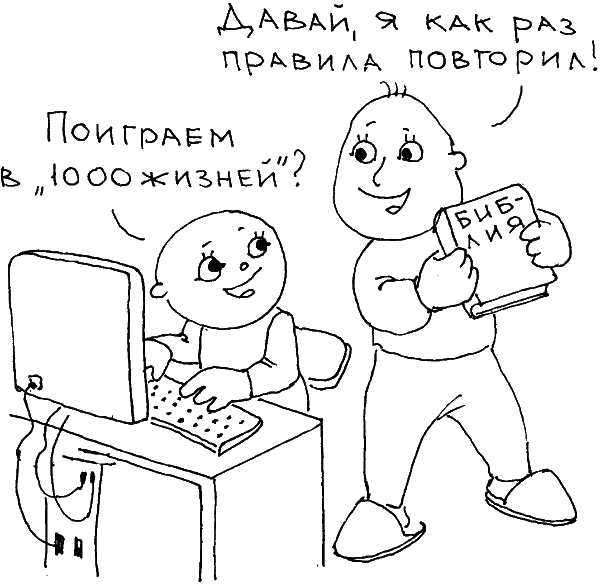 Давай, я как раз
правила повторил!
Поиграем
в „1000 жизней"?
БИБ-
ЛИЯ